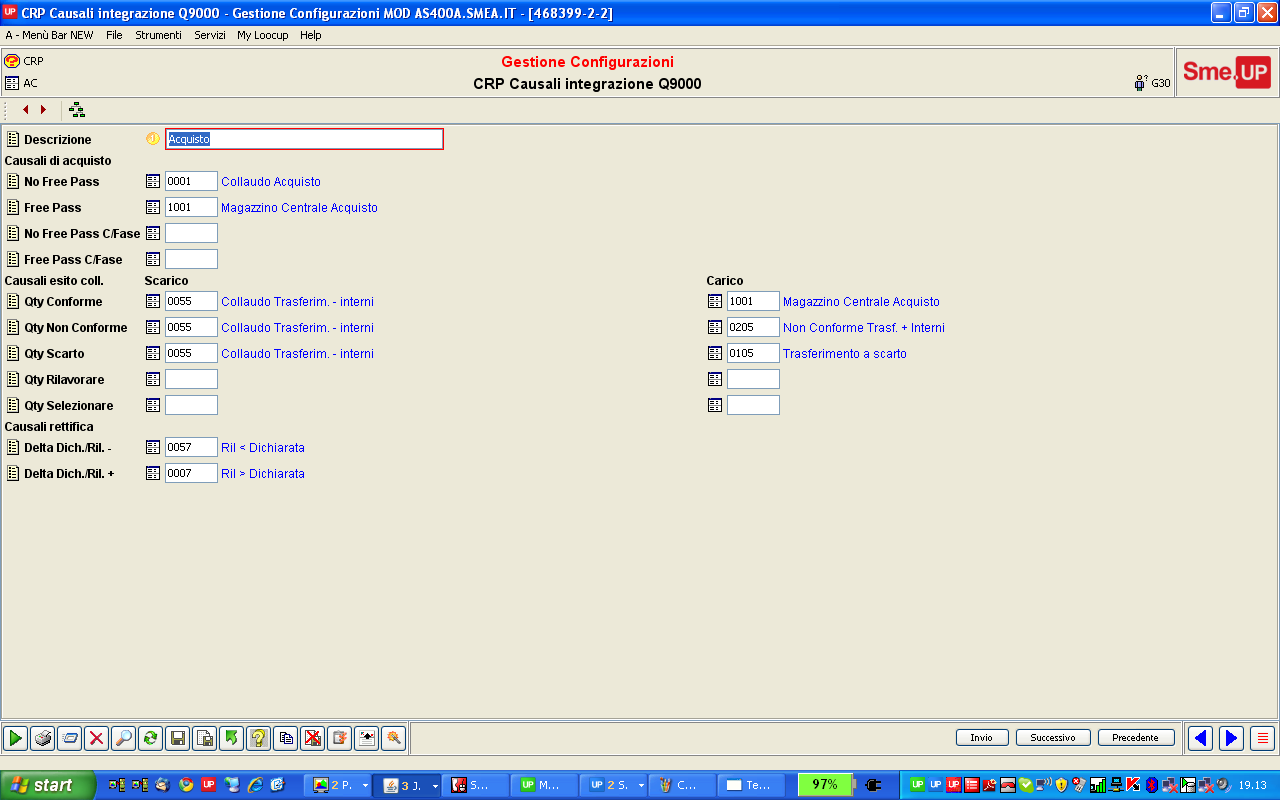 CRP Causali integrazione Q9000 - Gestione Configurazioni MOD AS400A.SMEA.IT - [468399-2-2]
A - Menù Bar NEW File Strumenti Servizi My Loocup Help
CRP
Gestione Configurazioni
AC
CRP Causali integrazione Q9000
G30
Sme.UP
Descrizione Acquisto
Causali di acquisto
No Free Pass 0001 Collaudo Acquisto
Free Pass 1001 Magazzino Centrale Acquisto
No Free Pass C/Fase
Free Pass C/Fase
Causali esito coll. Scarico Carico
Qty Conforme 0055 Collaudo Trasferim. - interni 1001 Magazzino Centrale Acquisto
Qty Non Conforme 0055 Collaudo Trasferim. - interni 0205 Non Conforme Trasf. + Interni
Qty Scarto 0055 Collaudo Trasferim. - interni 0105 Trasferimento a scarto
Qty Rilavorare
Qty Selezionare
Causali rettifica
Delta Dich./Ril. - 0057 Ril < Dichiarata
Delta Dich./Ril. + 0007 Ril > Dichiarata
Invio Successivo Precedente
start 2 P. 3 J. S... M... 2 S. C... Te... 97% 19.13